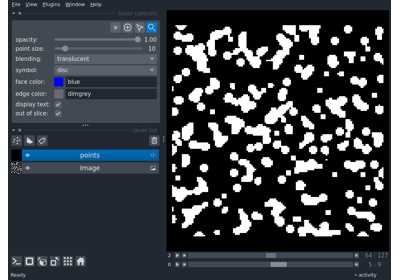 File View Plugins Window Help
layer controls
opacity: 1.00
point size: 10
blending: translucent
symbol: disc
face color: blue
edge color: dimgrey
display text:
out of slice:
layer list
points
Image
2 64 127
0 5 9
Ready activity